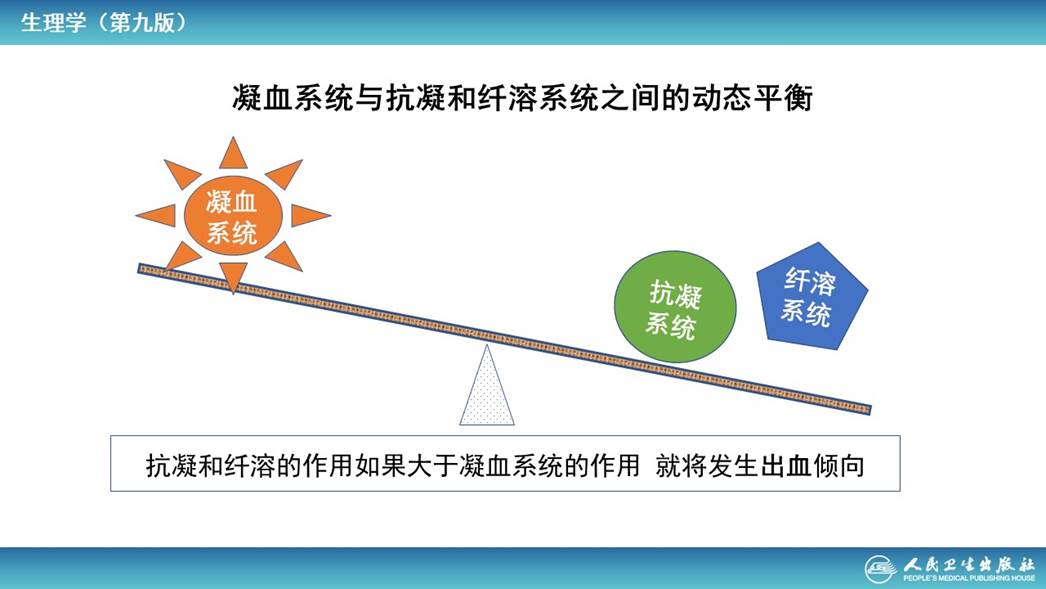 生理学（第九版）
凝血系统与抗凝和纤溶系统之间的动态平衡
凝血
系统
抗凝
系统
纤溶
系统
抗凝和纤溶的作用如果大于凝血系统的作用 就将发生出血倾向
人民卫生出版社
PEOPLE'S MEDICAL PUBLISHING HOUSE